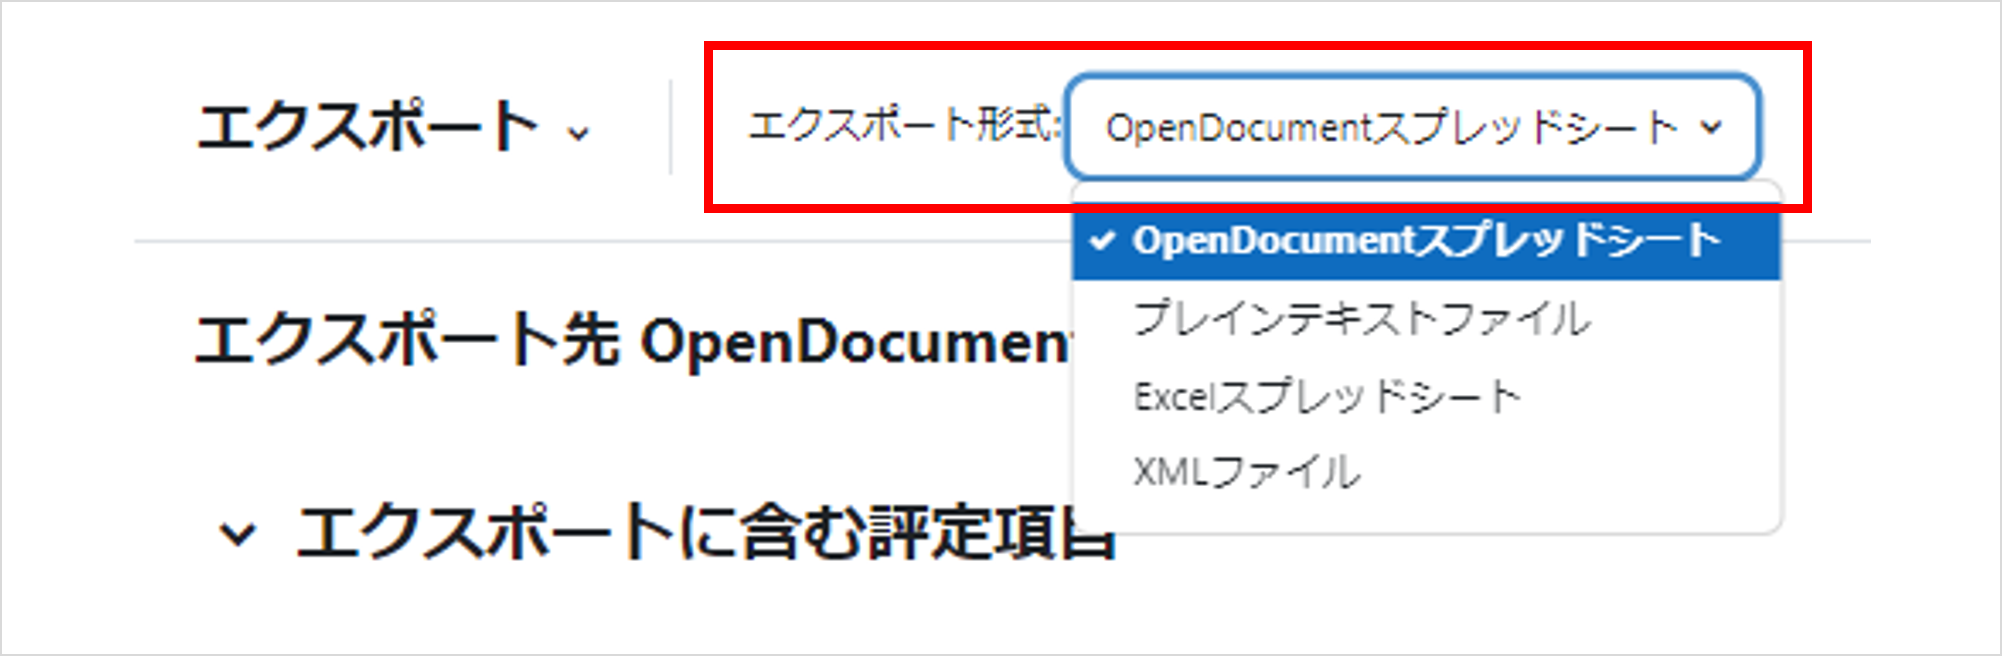 エクスポート
エクスポート形式:
OpenDocumentスプレッドシート
OpenDocumentスプレッドシート
プレインテキストファイル
Excelスプレッドシート
XMLファイル
エクスポート先 OpenDocument
エクスポートに含む評定項目